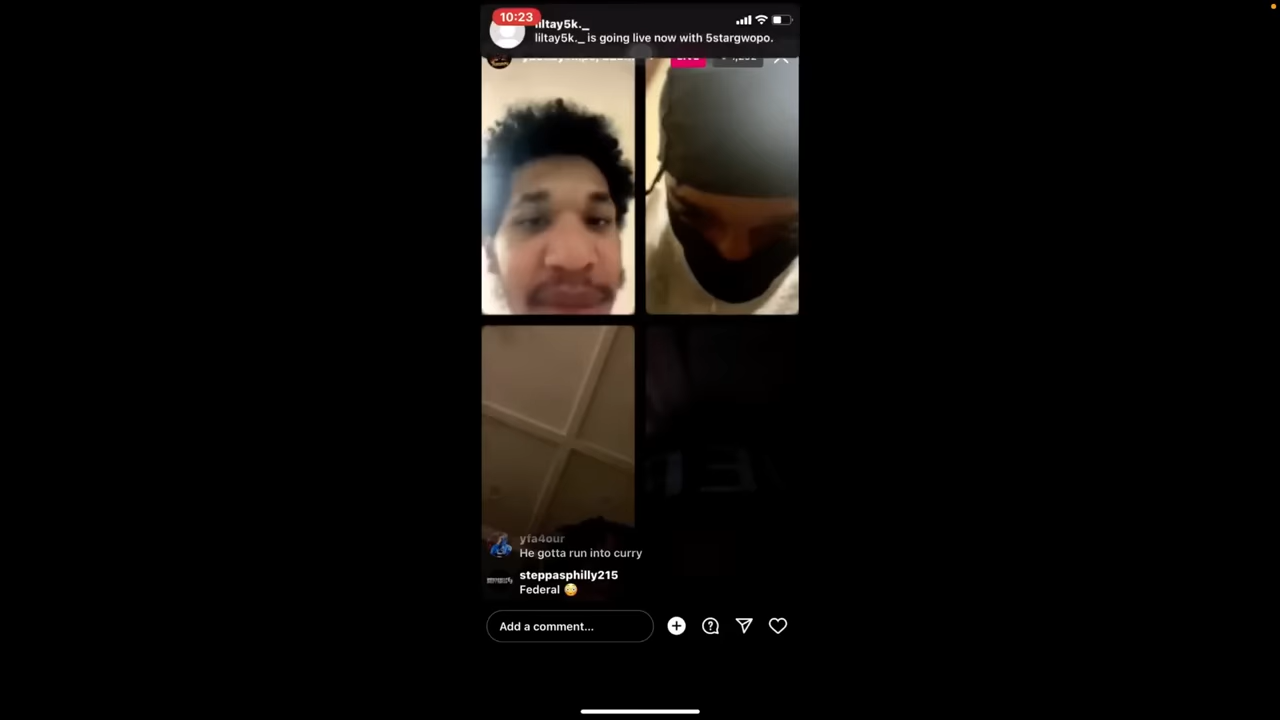 10:23
liltay5k._
liltay5k._ is going live now with 5stargwopo.
LIVE
yfa4our
He gotta run into curry
steppasphilly215
Federal 😳
Add a comment...